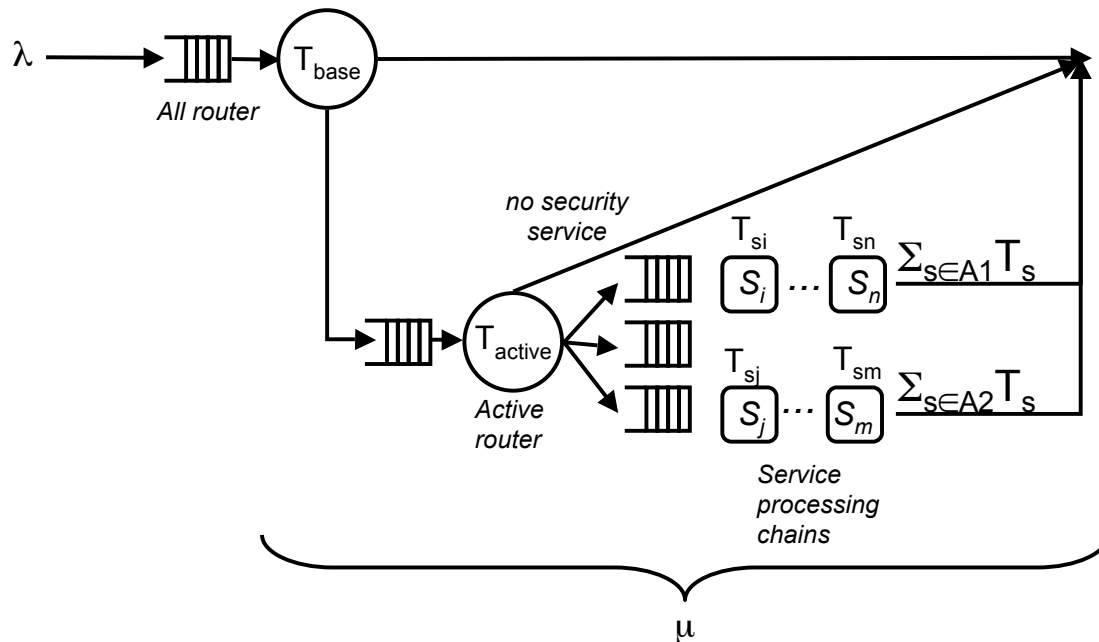 λ
T_base
All router
no security
service
T_si
T_sn
S_i
...
S_n
Σ_s∈A1 T_s
T_active
Active
router
T_sj
T_sm
S_j
...
S_m
Σ_s∈A2 T_s
Service
processing
chains
μ